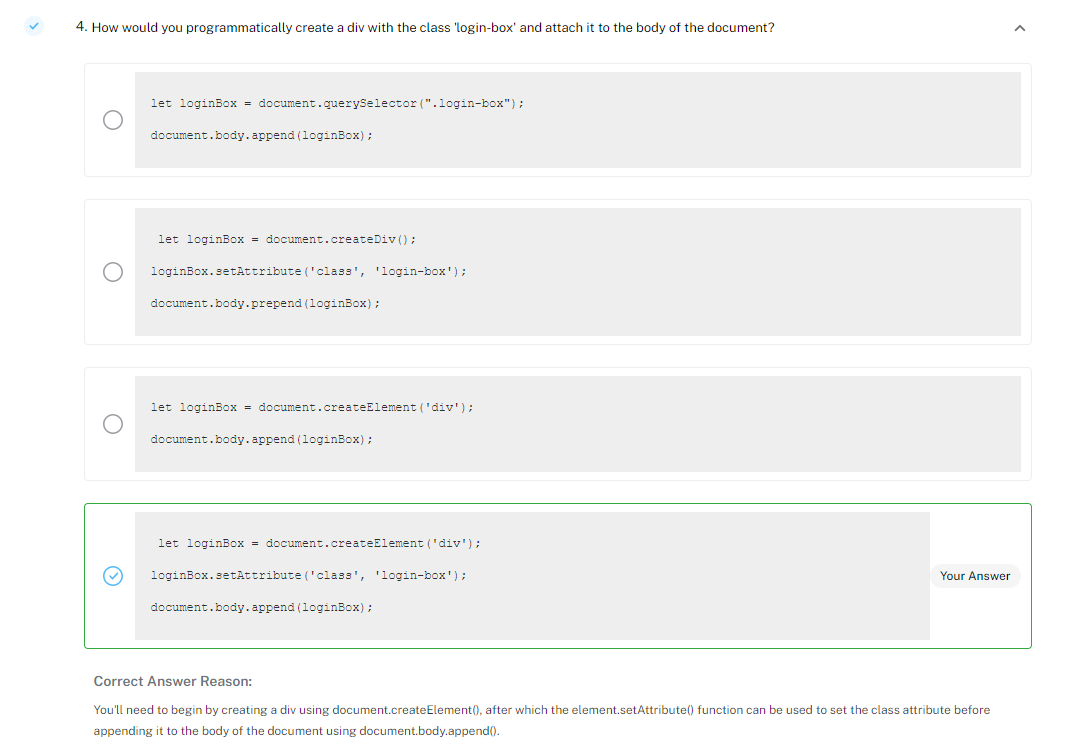 4. How would you programmatically create a div with the class 'login-box' and attach it to the body of the document?
let loginBox = document.querySelector(".login-box");
document.body.append(loginBox);
let loginBox = document.createDiv();
loginBox.setAttribute('class', 'login-box');
document.body.prepend(loginBox);
let loginBox = document.createElement('div');
document.body.append(loginBox);
let loginBox = document.createElement('div');
loginBox.setAttribute('class', 'login-box');
Your Answer
document.body.append(loginBox);
Correct Answer Reason:
You'll need to begin by creating a div using document.createElement(), after which the element.setAttribute() function can be used to set the class attribute before
appending it to the body of the document using document.body.append().